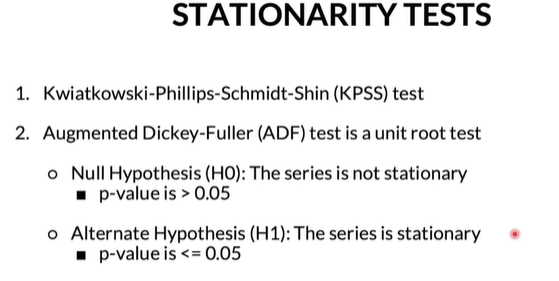 STATIONARITY TESTS
1. Kwiatkowski-Phillips-Schmidt-Shin (KPSS) test
2. Augmented Dickey-Fuller (ADF) test is a unit root test
○ Null Hypothesis (H0): The series is not stationary
■ p-value is > 0.05
○ Alternate Hypothesis (H1): The series is stationary
■ p-value is <= 0.05